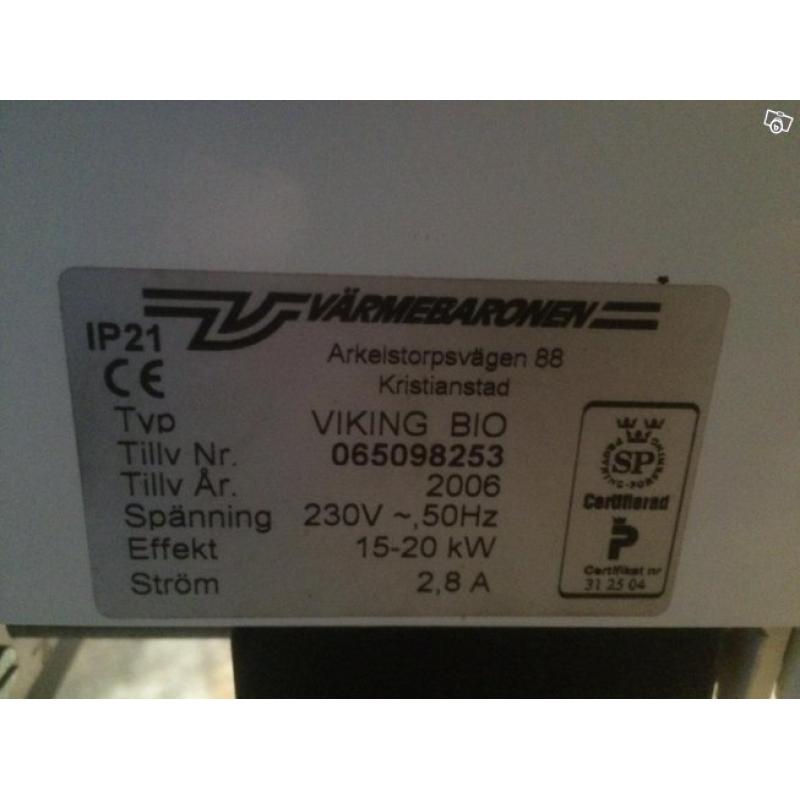 VÄRMEBARONEN
IP21
Arkelstorpsvägen 88
CE
Kristianstad
Typ VIKING BIO
Tillv Nr. 065098253
Tillv År. 2006
Spänning 230V ~,50Hz
Effekt 15-20 kW
Ström 2,8 A
SP
Certifierad
P
Certifikat nr
31 25 04